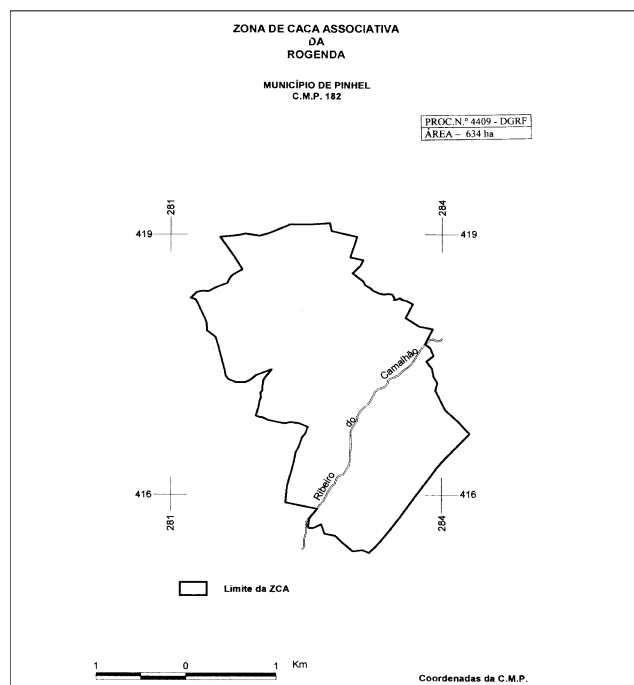 ZONA DE CACA ASSOCIATIVA
DA
ROGENDA
MUNICÍPIO DE PINHEL
C.M.P. 182
PROC.N.º 4409 - DGRF
ÁREA – 634 ha
281
284
419
419
Camalhão
do
Ribeiro
416
416
281
284
Limite da ZCA
1 0 1 Km
Coordenadas da C.M.P.